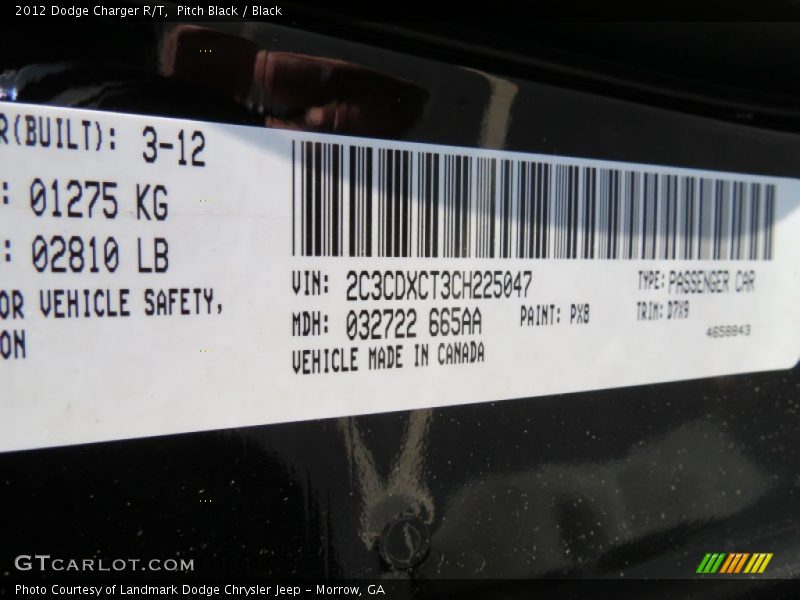 2012 Dodge Charger R/T, Pitch Black / Black
R(BUILT): 3-12
: 01275 KG
: 02810 LB
OR VEHICLE SAFETY,
ON
VIN: 2C3CDXCT3CH225047
TYPE: PASSENGER CAR
MDH: 032722 665AA
PAINT: PX8
TRIM: D7X9
VEHICLE MADE IN CANADA
4658843
GTCARLOT.COM
Photo Courtesy of Landmark Dodge Chrysler Jeep - Morrow, GA